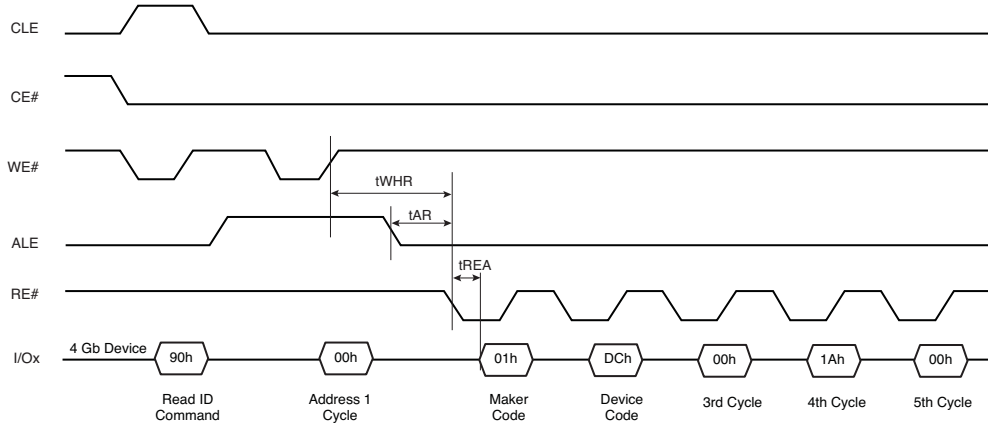 CLE
CE#
WE#
tWHR
tAR
ALE
tREA
RE#
I/Ox
4 Gb Device
90h
00h
01h
DCh
00h
1Ah
00h
Read ID
Command
Address 1
Cycle
Maker
Code
Device
Code
3rd Cycle
4th Cycle
5th Cycle